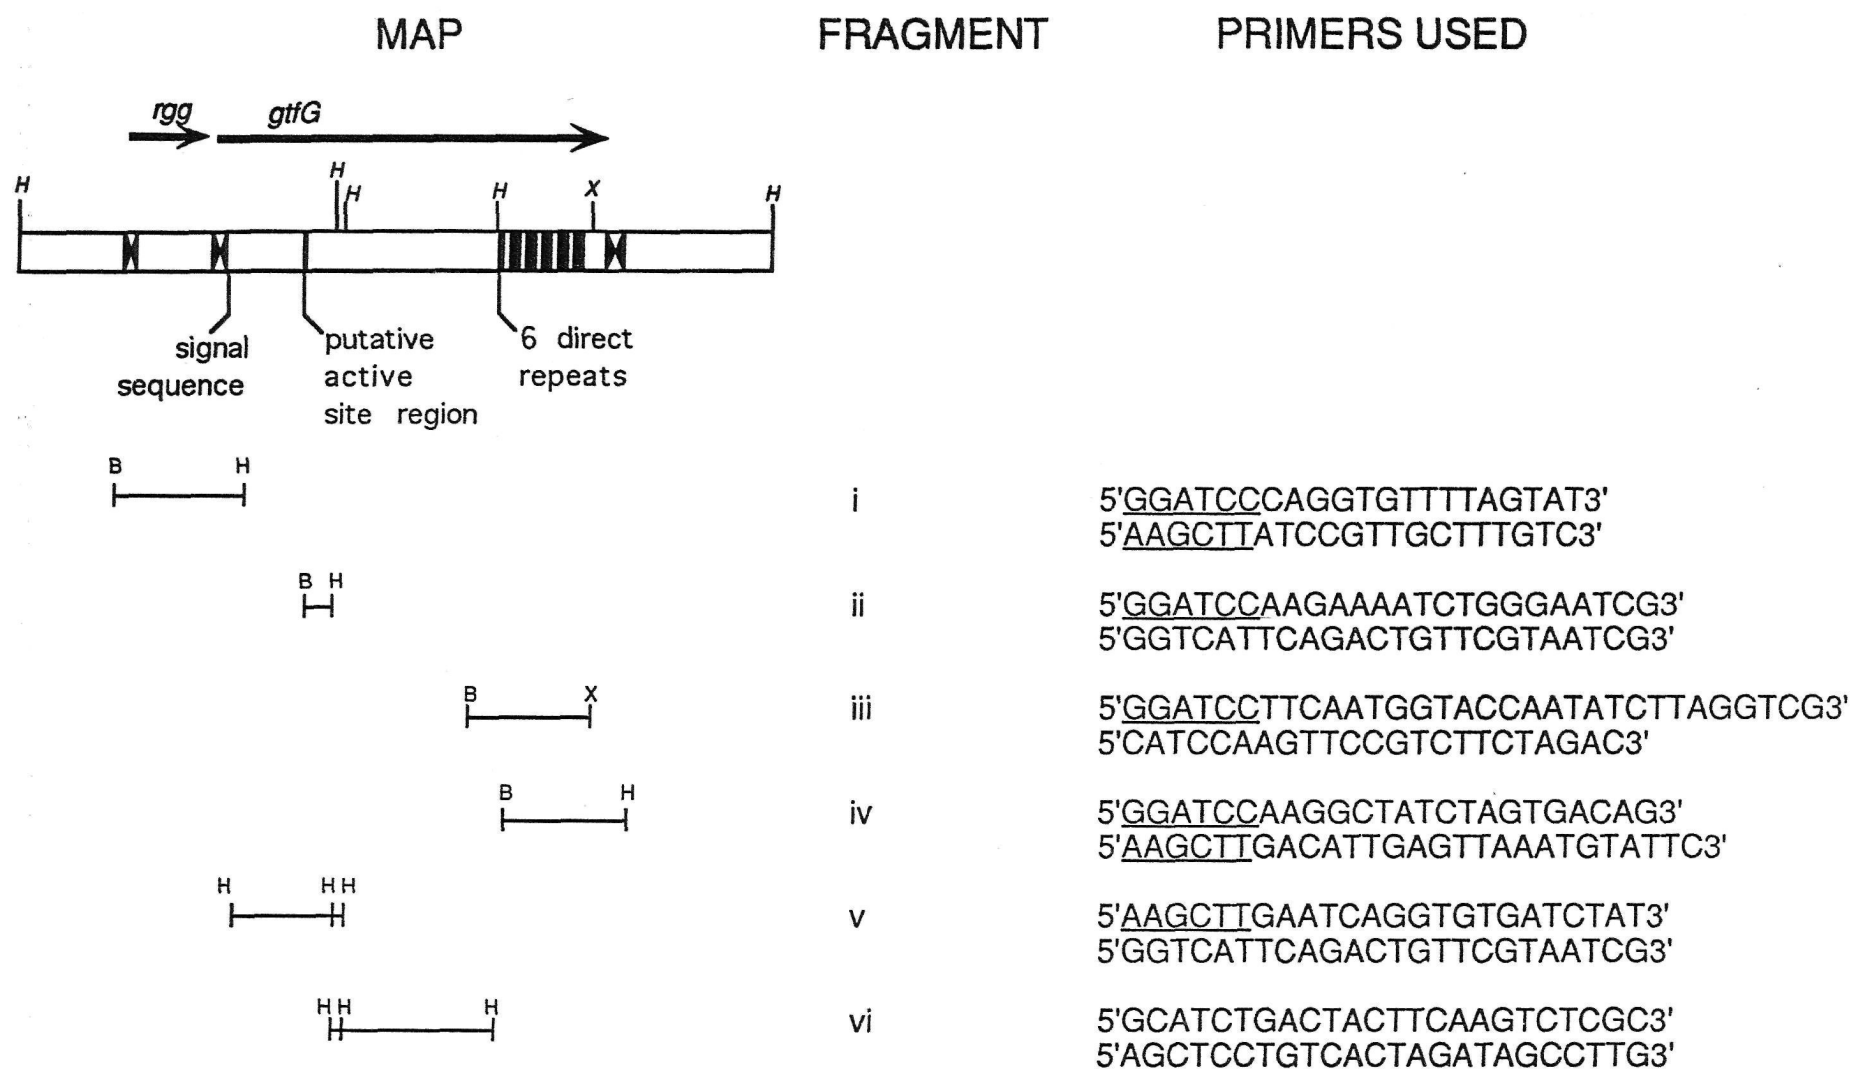 MAP FRAGMENT PRIMERS USED
rgg gtfG
H H H H X H
signal sequence
putative active site region
6 direct repeats
B H
i
5'GGATCCCAGGTGTTTTAGTAT3'
5'AAGCTTATCCGTTGCTTTGTC3'
B H
ii
5'GGATCCAAGAAAATCTGGGAATCG3'
5'GGTCATTCAGACTGTTCGTAATCG3'
B X
iii
5'GGATCCTTCAATGGTACCAATATCTTAGGTCG3'
5'CATCCAAGTTCCGTCTTCTAGAC3'
B H
iv
5'GGATCCAAGGCTATCTAGTGACAG3'
5'AAGCTTGACATTGAGTTAAATGTATTC3'
H H H
v
5'AAGCTTGAATCAGGTGTGATCTAT3'
5'GGTCATTCAGACTGTTCGTAATCG3'
H H H
vi
5'GCATCTGACTACTTCAAGTCTCGC3'
5'AGCTCCTGTCACTAGATAGCCTTG3'